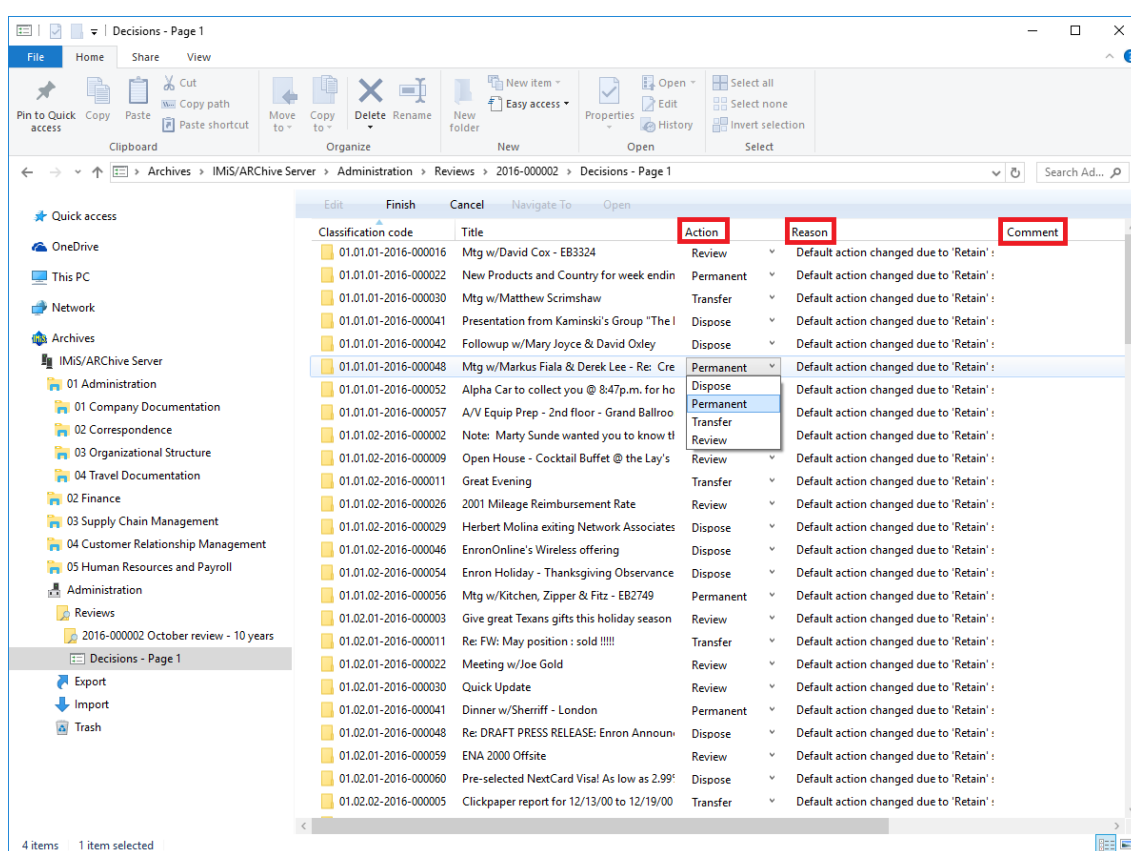 Decisions - Page 1
File Home Share View
Pin to Quick access
Copy
Paste
Cut
Copy path
Paste shortcut
Clipboard
Move to
Copy to
Delete
Rename
Organize
New folder
New item
Easy access
New
Properties
Open
Edit
History
Open
Select all
Select none
Invert selection
Select
Archives > IMiS/ARChive Server > Administration > Reviews > 2016-000002 > Decisions - Page 1
Search Ad...
Quick access
OneDrive
This PC
Network
Archives
IMiS/ARChive Server
01 Administration
01 Company Documentation
02 Correspondence
03 Organizational Structure
04 Travel Documentation
02 Finance
03 Supply Chain Management
04 Customer Relationship Management
05 Human Resources and Payroll
Administration
Reviews
2016-000002 October review - 10 years
Decisions - Page 1
Export
Import
Trash
Edit Finish Cancel Navigate To Open
Classification code Title Action Reason Comment
01.01.01-2016-000016 Mtg w/David Cox - EB3324 Review Default action changed due to 'Retain' s
01.01.01-2016-000022 New Products and Country for week endin Permanent Default action changed due to 'Retain' s
01.01.01-2016-000030 Mtg w/Matthew Scrimshaw Transfer Default action changed due to 'Retain' s
01.01.01-2016-000041 Presentation from Kaminski's Group "The I Dispose Default action changed due to 'Retain' s
01.01.01-2016-000042 Followup w/Mary Joyce & David Oxley Dispose Default action changed due to 'Retain' s
01.01.01-2016-000048 Mtg w/Markus Fiala & Derek Lee - Re: Cre Permanent Default action changed due to 'Retain' s
01.01.01-2016-000052 Alpha Car to collect you @ 8:47p.m. for ho Dispose Default action changed due to 'Retain' s
01.01.01-2016-000057 A/V Equip Prep - 2nd floor - Grand Ballroo Permanent Default action changed due to 'Retain' s
Transfer
01.01.02-2016-000002 Note: Marty Sunde wanted you to know th Review Default action changed due to 'Retain' s
01.01.02-2016-000009 Open House - Cocktail Buffet @ the Lay's Review Default action changed due to 'Retain' s
01.01.02-2016-000011 Great Evening Transfer Default action changed due to 'Retain' s
01.01.02-2016-000026 2001 Mileage Reimbursement Rate Review Default action changed due to 'Retain' s
01.01.02-2016-000029 Herbert Molina exiting Network Associates Dispose Default action changed due to 'Retain' s
01.01.02-2016-000046 EnronOnline's Wireless offering Dispose Default action changed due to 'Retain' s
01.01.02-2016-000054 Enron Holiday - Thanksgiving Observance Dispose Default action changed due to 'Retain' s
01.01.02-2016-000056 Mtg w/Kitchen, Zipper & Fitz - EB2749 Permanent Default action changed due to 'Retain' s
01.02.01-2016-000003 Give great Texans gifts this holiday season Review Default action changed due to 'Retain' s
01.02.01-2016-000011 Re: FW: May position : sold !!!!! Transfer Default action changed due to 'Retain' s
01.02.01-2016-000022 Meeting w/Joe Gold Review Default action changed due to 'Retain' s
01.02.01-2016-000030 Quick Update Review Default action changed due to 'Retain' s
01.02.01-2016-000041 Dinner w/Sherriff - London Permanent Default action changed due to 'Retain' s
01.02.01-2016-000048 Re: DRAFT PRESS RELEASE: Enron Announ Dispose Default action changed due to 'Retain' s
01.02.01-2016-000059 ENA 2000 Offsite Review Default action changed due to 'Retain' s
01.02.01-2016-000060 Pre-selected NextCard Visa! As low as 2.99% Dispose Default action changed due to 'Retain' s
01.02.02-2016-000005 Clickpaper report for 12/13/00 to 12/19/00 Transfer Default action changed due to 'Retain' s
4 items 1 item selected